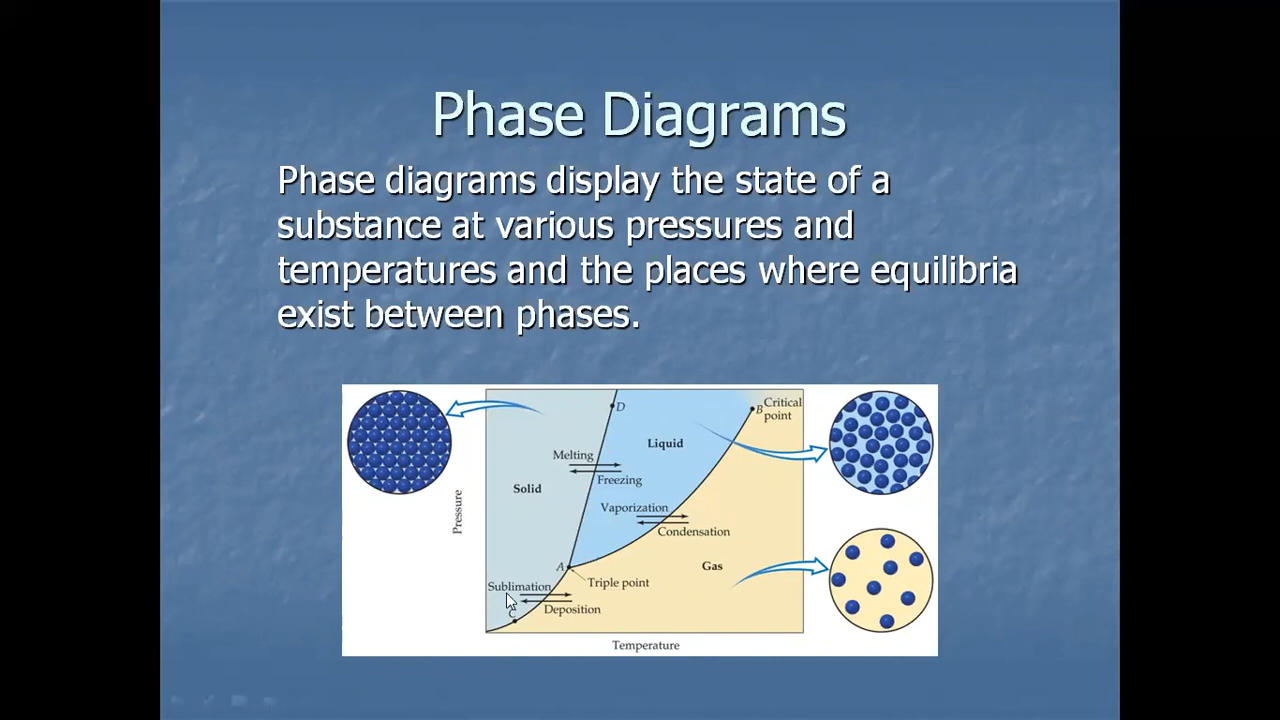 Phase Diagrams
Phase diagrams display the state of a
substance at various pressures and
temperatures and the places where equilibria
exist between phases.
D
B
Critical
point
Melting
Liquid
Freezing
Solid
Pressure
Vaporization
Condensation
A
Gas
Triple point
Sublimation
Deposition
C
Temperature